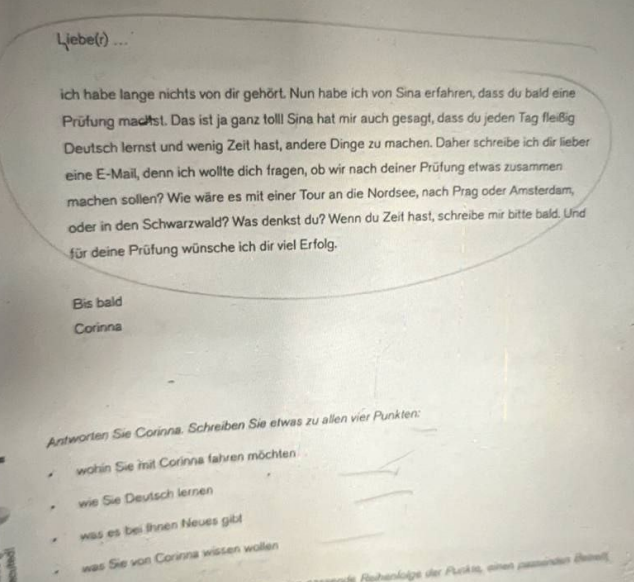 Liebe(r) ...
ich habe lange nichts von dir gehört. Nun habe ich von Sina erfahren, dass du bald eine
Prüfung machst. Das ist ja ganz toll! Sina hat mir auch gesagt, dass du jeden Tag fleißig
Deutsch lernst und wenig Zeit hast, andere Dinge zu machen. Daher schreibe ich dir lieber
eine E-Mail, denn ich wollte dich fragen, ob wir nach deiner Prüfung etwas zusammen
machen sollen? Wie wäre es mit einer Tour an die Nordsee, nach Prag oder Amsterdam,
oder in den Schwarzwald? Was denkst du? Wenn du Zeit hast, schreibe mir bitte bald. Und
für deine Prüfung wünsche ich dir viel Erfolg.
Bis bald
Corinna
Antworten Sie Corinna. Schreiben Sie etwas zu allen vier Punkten:
• wohin Sie mit Corinna fahren möchten
• wie Sie Deutsch lernen
• was es bei Ihnen Neues gibt
• was Sie von Corinna wissen wollen
Reihenfolge der Punkte, einen passenden